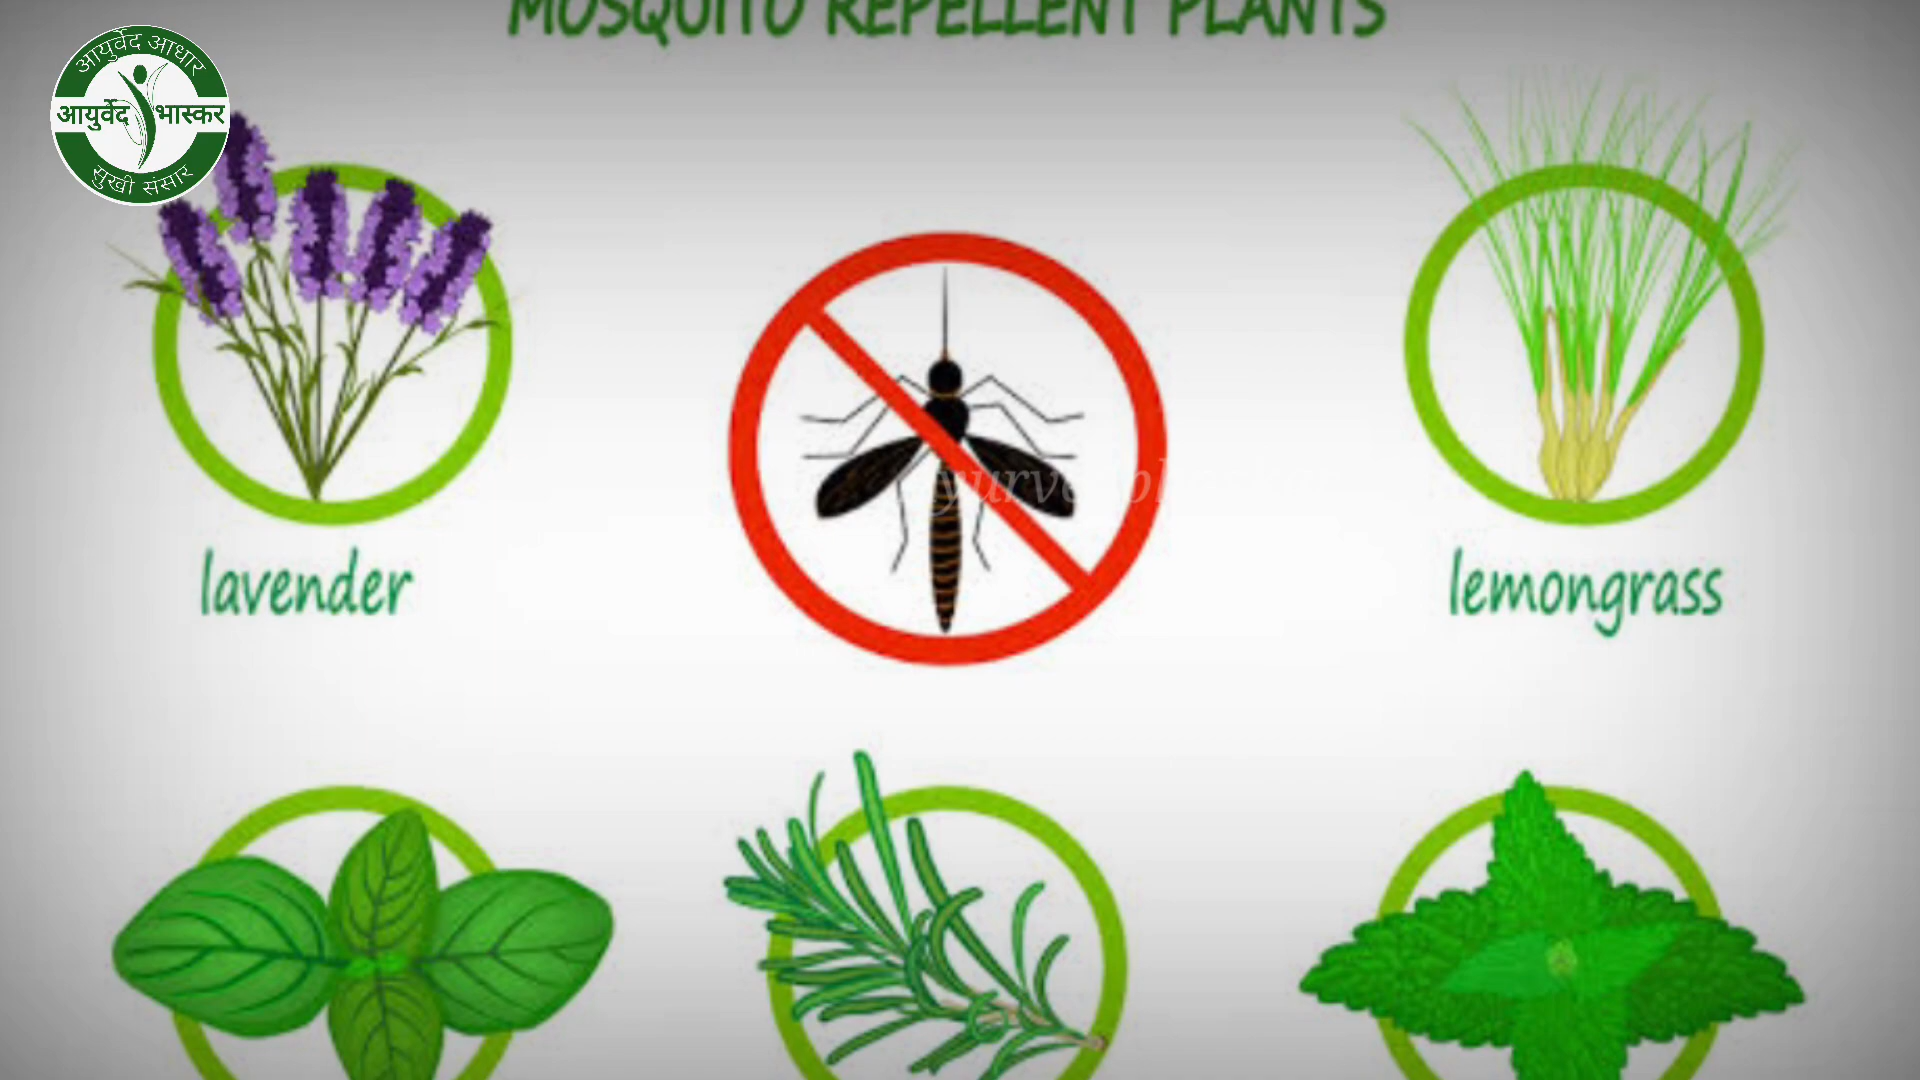 MOSQUITO REPELLENT PLANTS
आयुर्वेद आधार
आयुर्वेद भास्कर
सुखी संसार
lavender
lemongrass